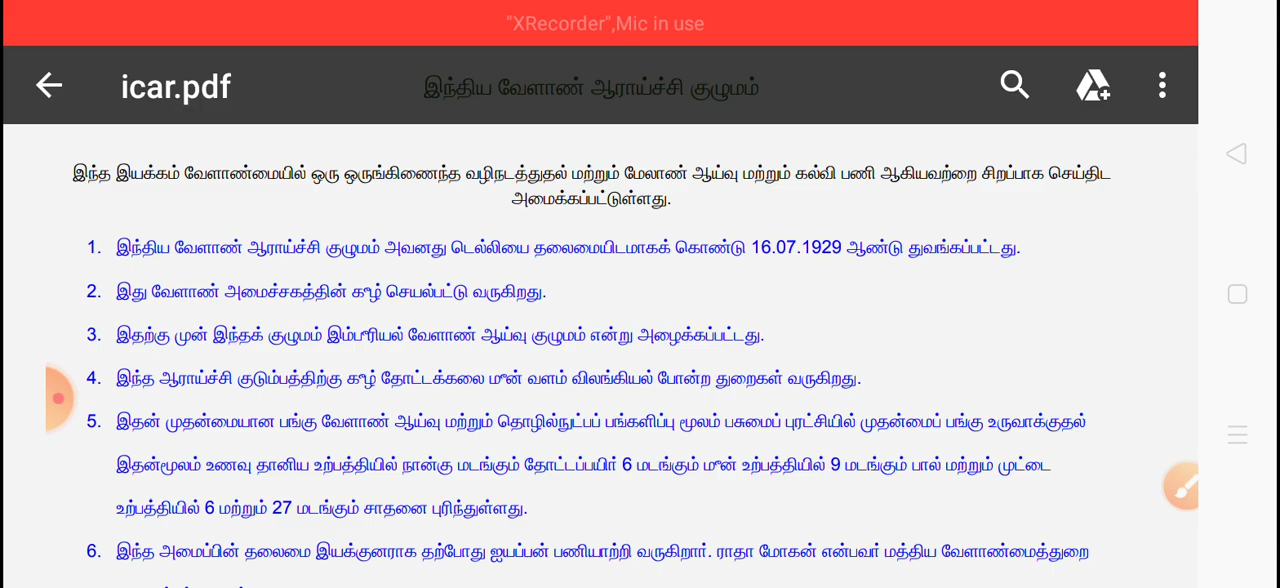 "XRecorder",Mic in use
icar.pdf
இந்திய வேளாண் ஆராய்ச்சி குழுமம்
இந்த இயக்கம் வேளாண்மையில் ஒரு ஒருங்கிணைந்த வழிநடத்துதல் மற்றும் மேலாண் ஆய்வு மற்றும் கல்வி பணி ஆகியவற்றை சிறப்பாக செய்திட
அமைக்கப்பட்டுள்ளது.
1. இந்திய வேளாண் ஆராய்ச்சி குழுமம் அவனது டெல்லியை தலைமையிடமாகக் கொண்டு 16.07.1929 ஆண்டு துவங்கப்பட்டது.
2. இது வேளாண் அமைச்சகத்தின் கீழ் செயல்பட்டு வருகிறது.
3. இதற்கு முன் இந்தக் குழுமம் இம்பீரியல் வேளாண் ஆய்வு குழுமம் என்று அழைக்கப்பட்டது.
4. இந்த ஆராய்ச்சி குடும்பத்திற்கு கீழ் தோட்டக்கலை மீன் வளம் விலங்கியல் போன்ற துறைகள் வருகிறது.
5. இதன் முதன்மையான பங்கு வேளாண் ஆய்வு மற்றும் தொழில்நுட்பப் பங்களிப்பு மூலம் பசுமைப் புரட்சியில் முதன்மைப் பங்கு உருவாக்குதல்
இதன்மூலம் உணவு தானிய உற்பத்தியில் நான்கு மடங்கும் தோட்டப்பயிர் 6 மடங்கும் மீன் உற்பத்தியில் 9 மடங்கும் பால் மற்றும் முட்டை
உற்பத்தியில் 6 மற்றும் 27 மடங்கும் சாதனை புரிந்துள்ளது.
6. இந்த அமைப்பின் தலைமை இயக்குனராக தற்போது ஐயப்பன் பணியாற்றி வருகிறார். ராதா மோகன் என்பவர் மத்திய வேளாண்மைத்துறை